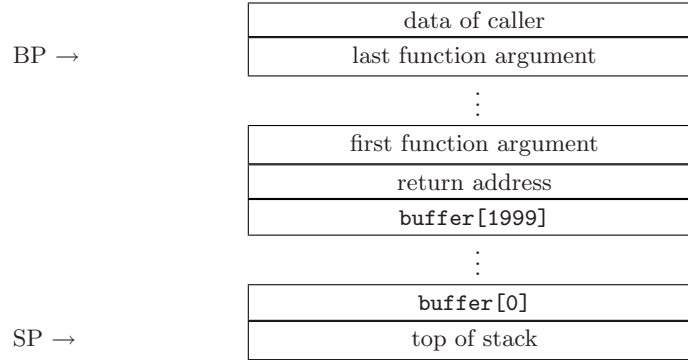 data of caller
BP → last function argument
⋮
first function argument
return address
buffer[1999]
⋮
buffer[0]
SP → top of stack